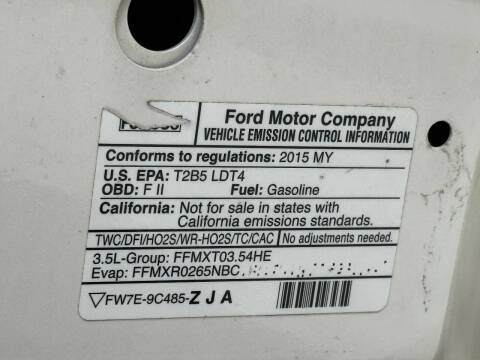 Ford Motor Company
VEHICLE EMISSION CONTROL INFORMATION
Conforms to regulations: 2015 MY
U.S. EPA: T2B5 LDT4
OBD: F II Fuel: Gasoline
California: Not for sale in states with
California emissions standards.
TWC/DFI/HO2S/WR-HO2S/TC/CAC No adjustments needed.
3.5L-Group: FFMXT03.54HE
Evap: FFMXR0265NBC
FW7E-9C485-ZJA